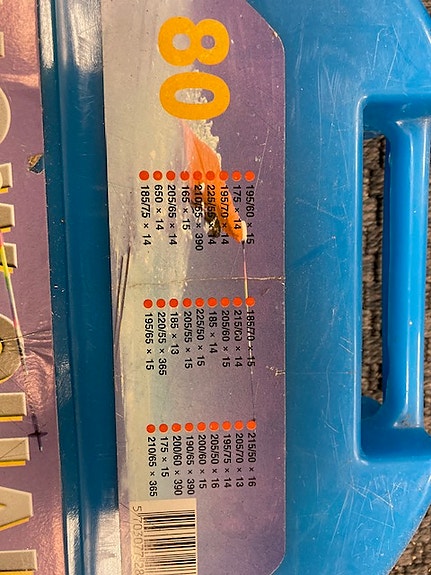 80
195/60 × 15
175 × 14
195/70 × 14
225/55 × 14
210/55 × 390
165 × 15
205/65 × 14
650 × 14
185/75 × 14
185/70 × 15
215/60 × 14
205/60 × 15
185 × 14
225/50 × 15
205/55 × 15
185 × 13
220/55 × 365
195/65 × 15
215/50 × 16
205/70 × 13
195/75 × 14
205/50 × 16
200/60 × 15
190/65 × 390
200/60 × 390
175 × 15
210/65 × 365